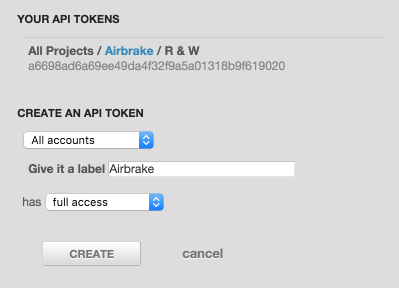 YOUR API TOKENS
All Projects / Airbrake / R & W
a6698ad6a69ee49da4f32f9a5a01318b9f619020
CREATE AN API TOKEN
All accounts
Give it a label Airbrake
has full access
CREATE cancel